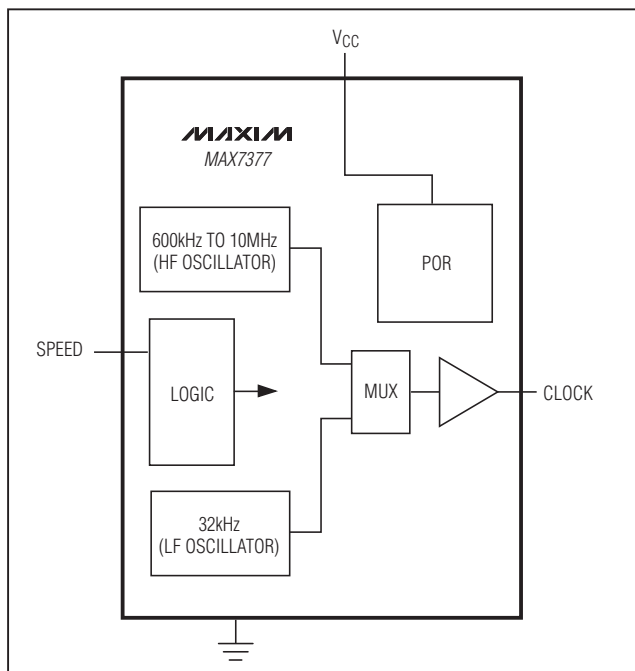 VCC
MAXIM
MAX7377
600kHz TO 10MHz
(HF OSCILLATOR)
POR
SPEED
LOGIC
MUX
CLOCK
32kHz
(LF OSCILLATOR)